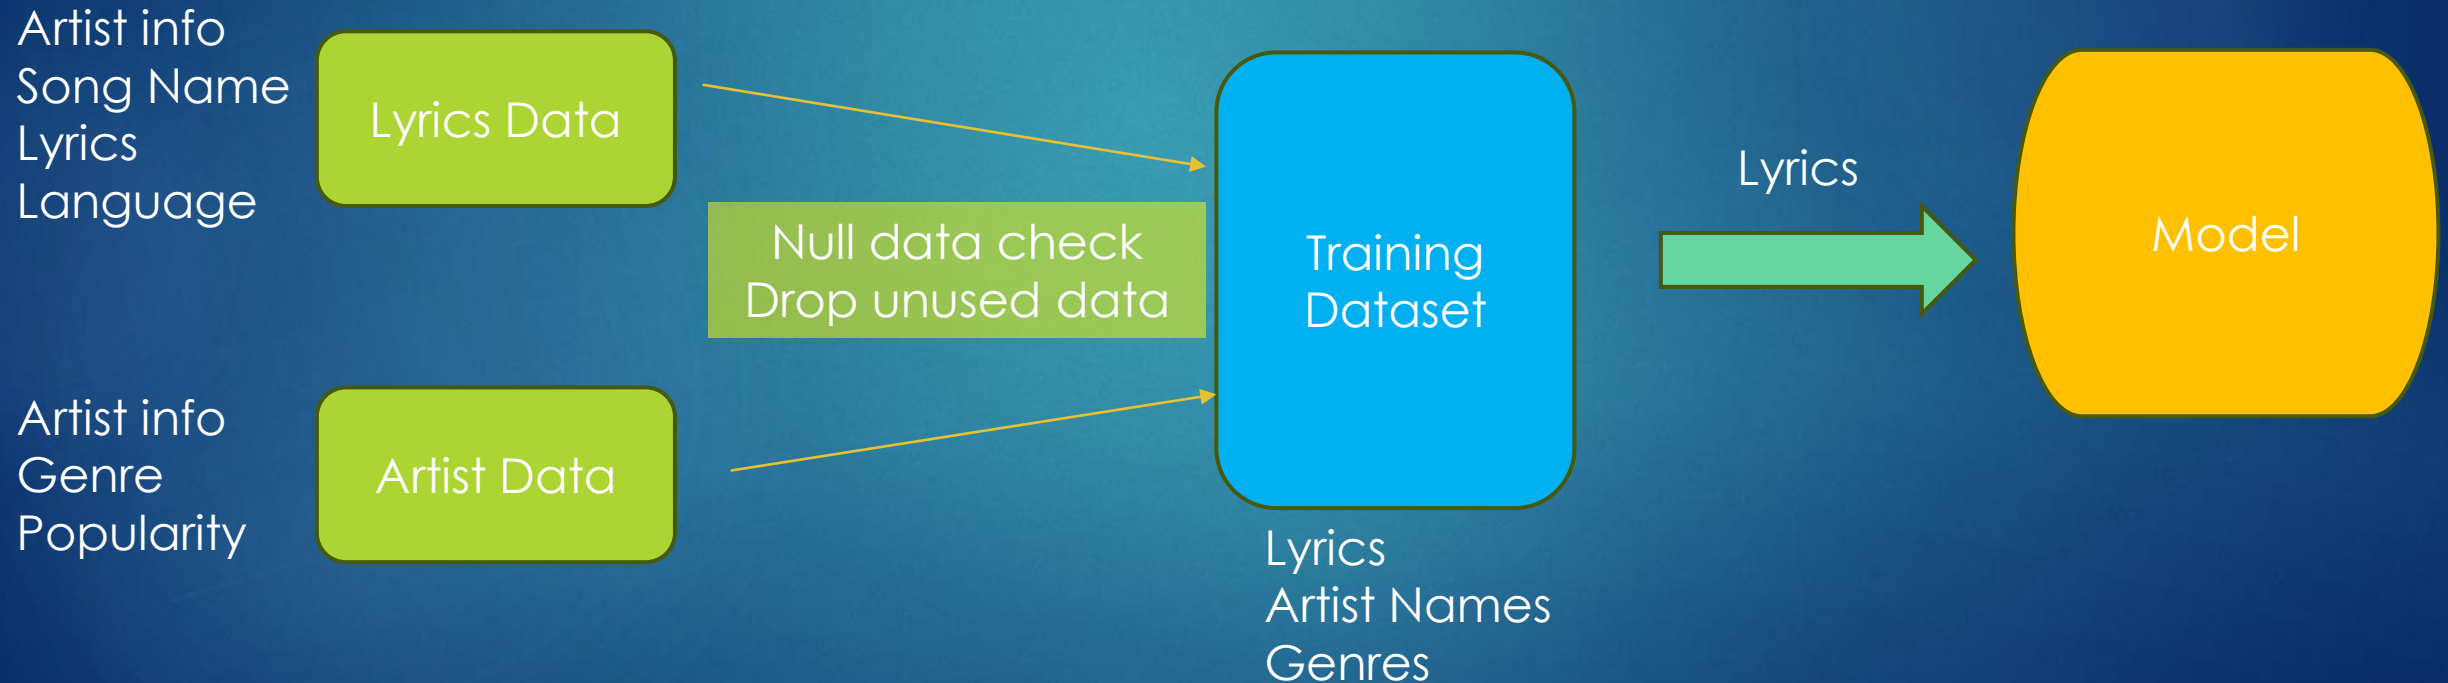 Artist info
Song Name
Lyrics
Language
Lyrics Data
Null data check
Drop unused data
Artist info
Genre
Popularity
Artist Data
Training
Dataset
Lyrics
Artist Names
Genres
Lyrics
Model